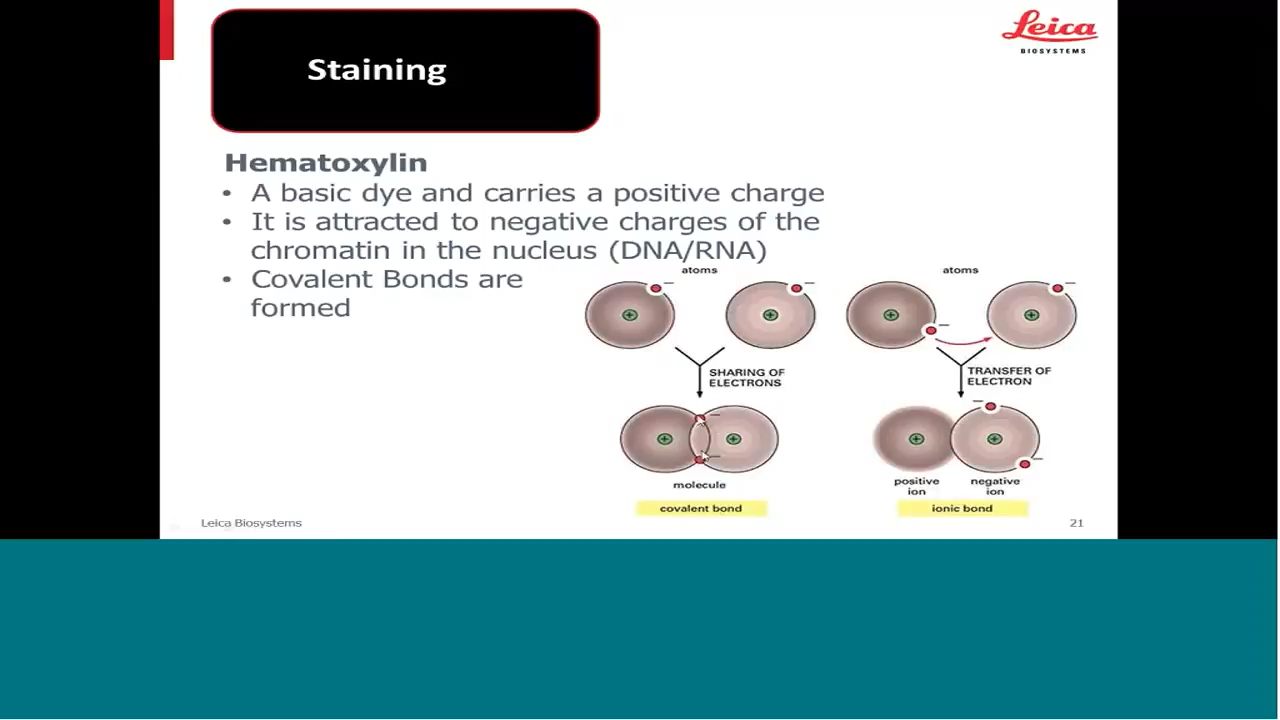 Staining
Leica
BIOSYSTEMS
Hematoxylin
• A basic dye and carries a positive charge
• It is attracted to negative charges of the
chromatin in the nucleus (DNA/RNA)
• Covalent Bonds are
formed
atoms
atoms
SHARING OF
ELECTRONS
TRANSFER OF
ELECTRON
molecule
positive
ion
negative
ion
covalent bond
ionic bond
Leica Biosystems
21